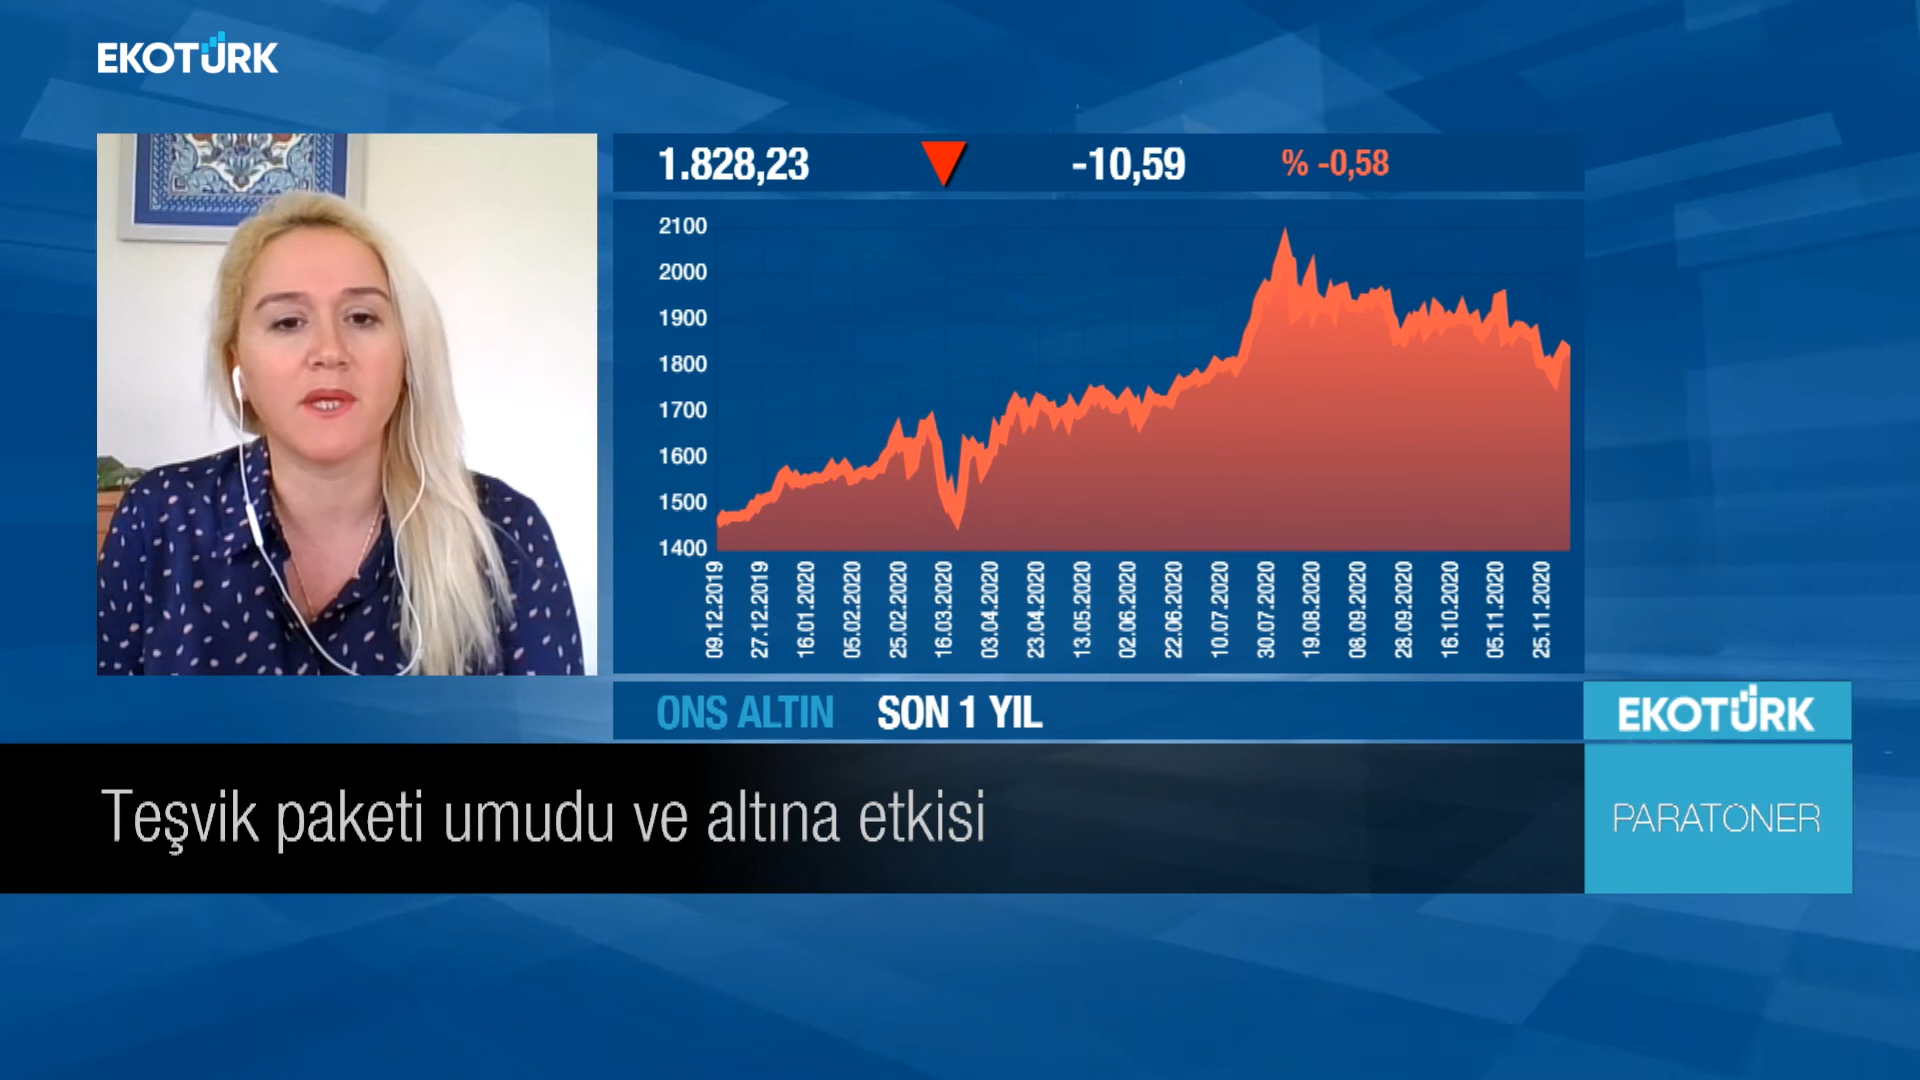 EKOTÜRK
1.828,23 -10,59 % -0,58
2100
2000
1900
1800
1700
1600
1500
1400
09.12.2019 27.12.2019 16.01.2020 05.02.2020 25.02.2020 16.03.2020 03.04.2020 23.04.2020 13.05.2020 02.06.2020 22.06.2020 10.07.2020 30.07.2020 19.08.2020 08.09.2020 28.09.2020 16.10.2020 05.11.2020 25.11.2020
ONS ALTIN SON 1 YIL
EKOTÜRK
Teşvik paketi umudu ve altına etkisi
PARATONER